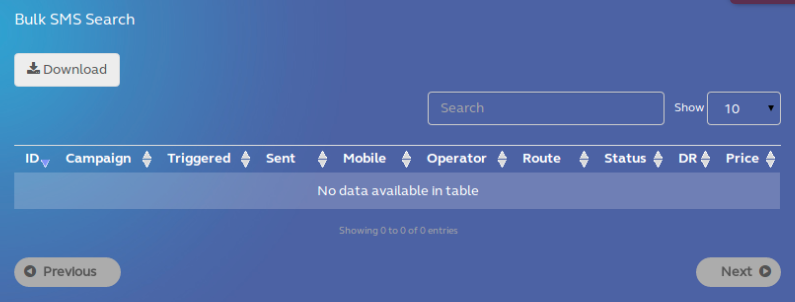 Bulk SMS Search
Download
Search Show 10
ID Campaign Triggered Sent Mobile Operator Route Status DR Price
No data available in table
Showing 0 to 0 of 0 entries
Previous Next